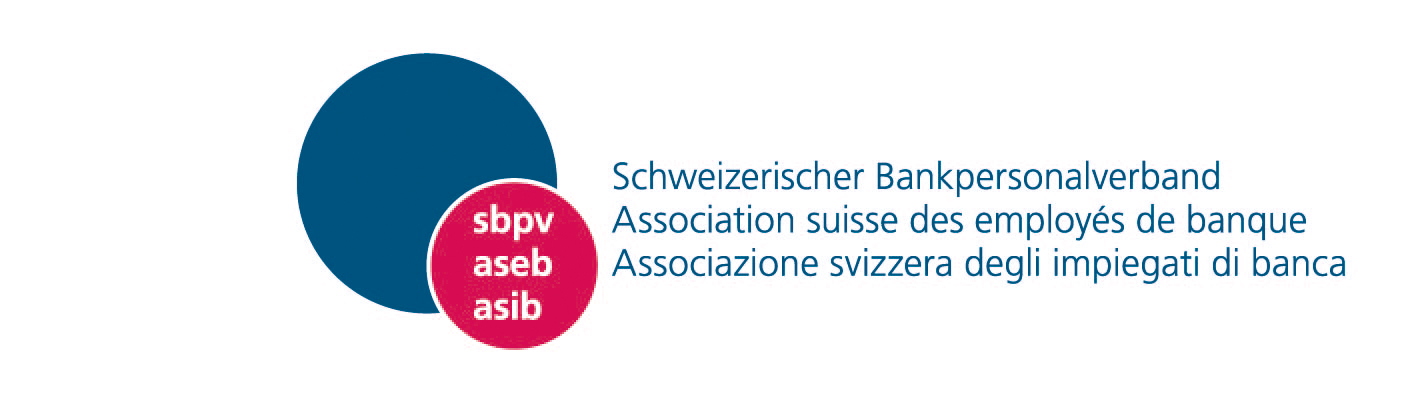 sbpv
aseb
asib
Schweizerischer Bankpersonalverband
Association suisse des employés de banque
Associazione svizzera degli impiegati di banca